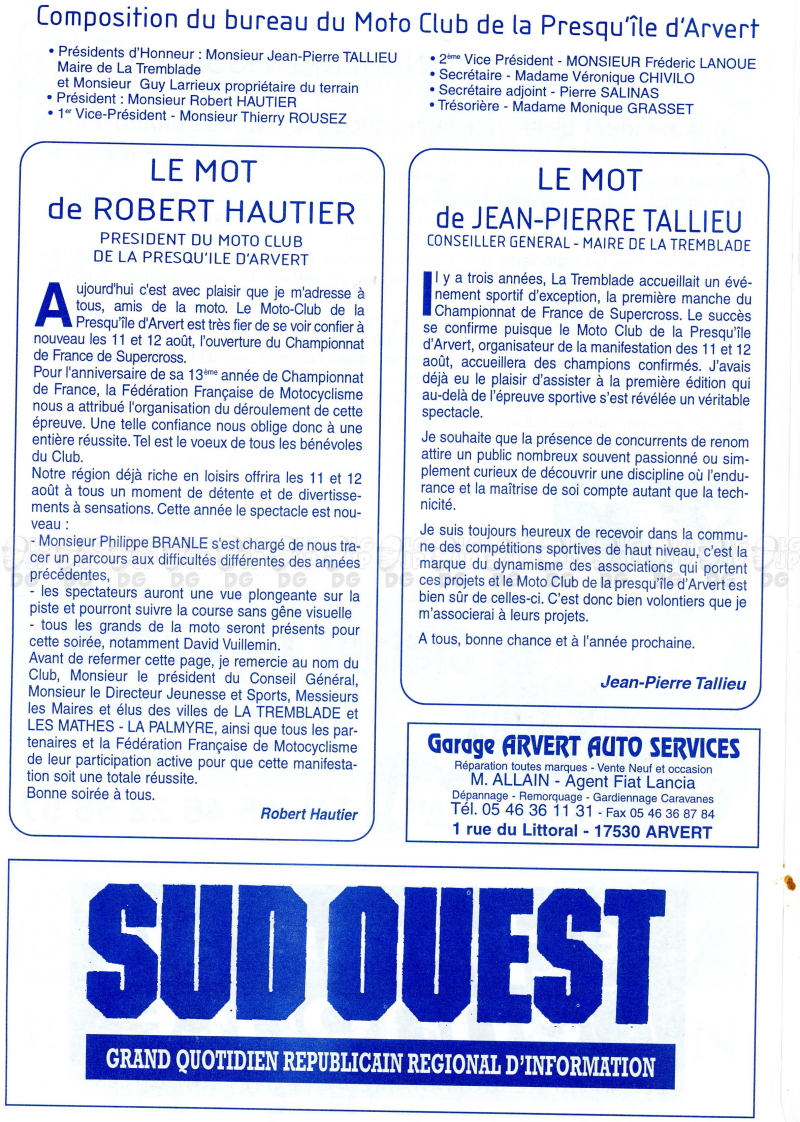 Composition du bureau du Moto Club de la Presqu'île d'Arvert
• Présidents d'Honneur : Monsieur Jean-Pierre TALLIEU
Maire de La Tremblade
et Monsieur Guy Larrieux propriétaire du terrain
• Président : Monsieur Robert HAUTIER
• 1er Vice-Président - Monsieur Thierry ROUSEZ
• 2ème Vice Président - MONSIEUR Fréderic LANOUE
• Secrétaire - Madame Véronique CHIVILO
• Secrétaire adjoint - Pierre SALINAS
• Trésorière - Madame Monique GRASSET
LE MOT
de ROBERT HAUTIER
PRESIDENT DU MOTO CLUB
DE LA PRESQU'ILE D'ARVERT
Aujourd'hui c'est avec plaisir que je m'adresse à
tous, amis de la moto. Le Moto-Club de la
Presqu'île d'Arvert est très fier de se voir confier à
nouveau les 11 et 12 août, l'ouverture du Championnat
de France de Supercross.
Pour l'anniversaire de sa 13ème année de Championnat
de France, la Fédération Française de Motocyclisme
nous a attribué l'organisation du déroulement de cette
épreuve. Une telle confiance nous oblige donc à une
entière réussite. Tel est le voeux de tous les bénévoles
du Club.
Notre région déjà riche en loisirs offrira les 11 et 12
août à tous un moment de détente et de divertisse-
ments à sensations. Cette année le spectacle est nou-
veau :
- Monsieur Philippe BRANLE s'est chargé de nous tra-
cer un parcours aux difficultés différentes des années
précédentes,
- les spectateurs auront une vue plongeante sur la
piste et pourront suivre la course sans gêne visuelle
- tous les grands de la moto seront présents pour
cette soirée, notamment David Vuillemin.
Avant de refermer cette page, je remercie au nom du
Club, Monsieur le président du Conseil Général,
Monsieur le Directeur Jeunesse et Sports, Messieurs
les Maires et élus des villes de LA TREMBLADE et
LES MATHES - LA PALMYRE, ainsi que tous les par-
tenaires et la Fédération Française de Motocyclisme
de leur participation active pour que cette manifesta-
tion soit une totale réussite.
Bonne soirée à tous.
Robert Hautier
LE MOT
de JEAN-PIERRE TALLIEU
CONSEILLER GENERAL - MAIRE DE LA TREMBLADE
Il y a trois années, La Tremblade accueillait un évé-
nement sportif d'exception, la première manche du
Championnat de France de Supercross. Le succès
se confirme puisque le Moto Club de la Presqu'île
d'Arvert, organisateur de la manifestation des 11 et 12
août, accueillera des champions confirmés. J'avais
déjà eu le plaisir d'assister à la première édition qui
au-delà de l'épreuve sportive s'est révélée un véritable
spectacle.
Je souhaite que la présence de concurrents de renom
attire un public nombreux souvent passionné ou sim-
plement curieux de découvrir une discipline où l'endu-
rance et la maîtrise de soi compte autant que la tech-
nicité.
Je suis toujours heureux de recevoir dans la commu-
ne des compétitions sportives de haut niveau, c'est la
marque du dynamisme des associations qui portent
ces projets et le Moto Club de la presqu'île d'Arvert est
bien sûr de celles-ci. C'est donc bien volontiers que je
m'associerai à leurs projets.
A tous, bonne chance et à l'année prochaine.
Jean-Pierre Tallieu
Garage ARVERT AUTO SERVICES
Réparation toutes marques - Vente Neuf et occasion
M. ALLAIN - Agent Fiat Lancia
Dépannage - Remorquage - Gardiennage Caravanes
Tél. 05 46 36 11 31 - Fax 05 46 36 87 84
1 rue du Littoral - 17530 ARVERT
SUD OUEST
GRAND QUOTIDIEN REPUBLICAIN REGIONAL D'INFORMATION